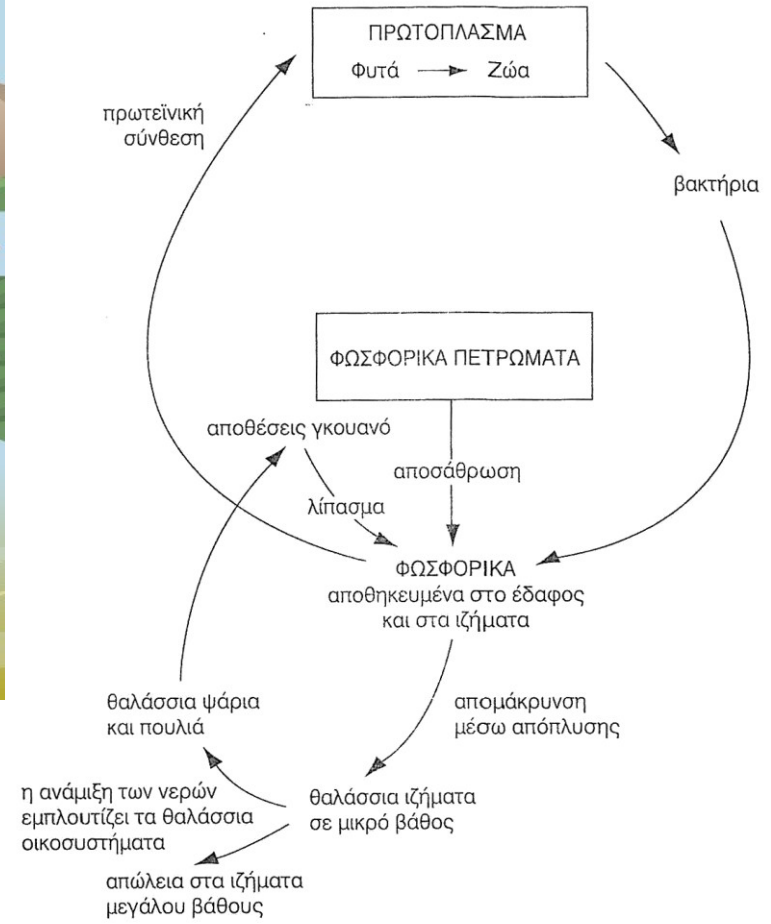 ΠΡΩΤΟΠΛΑΣΜΑ
Φυτά
Ζώα
πρωτεϊνική
σύνθεση
βακτήρια
ΦΩΣΦΟΡΙΚΑ ΠΕΤΡΩΜΑΤΑ
αποθέσεις γκουανό
αποσάθρωση
λίπασμα
ΦΩΣΦΟΡΙΚΑ
αποθηκευμένα στο έδαφος
και στα ιζήματα
θαλάσσια ψάρια
και πουλιά
απομάκρυνση
μέσω απόπλυσης
η ανάμιξη των νερών
εμπλουτίζει τα θαλάσσια
οικοσυστήματα
θαλάσσια ιζήματα
σε μικρό βάθος
απώλεια στα ιζήματα
μεγάλου βάθους